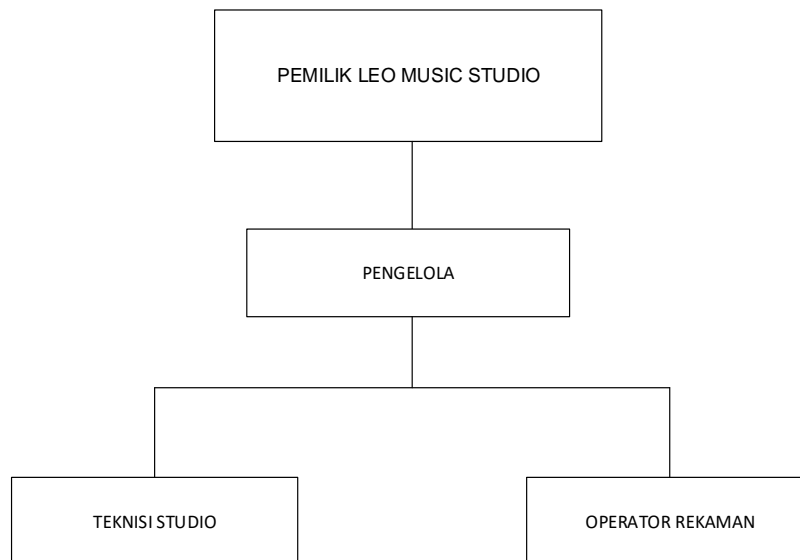 PEMILIK LEO MUSIC STUDIO
PENGELOLA
TEKNISI STUDIO
OPERATOR REKAMAN